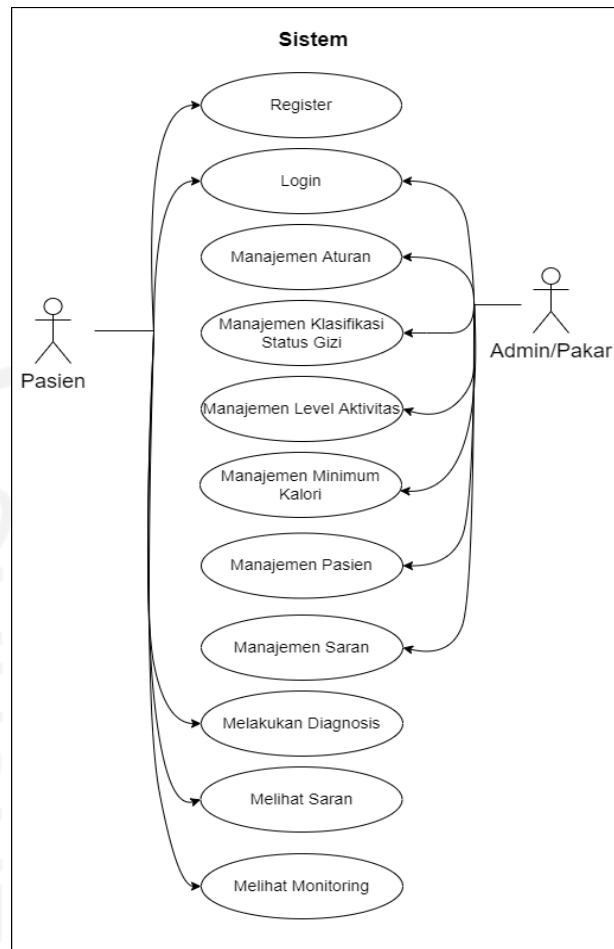 Sistem
Register
Login
Manajemen Aturan
Manajemen Klasifikasi
Status Gizi
Pasien
Admin/Pakar
Manajemen Level Aktivitas
Manajemen Minimum
Kalori
Manajemen Pasien
Manajemen Saran
Melakukan Diagnosis
Melihat Saran
Melihat Monitoring